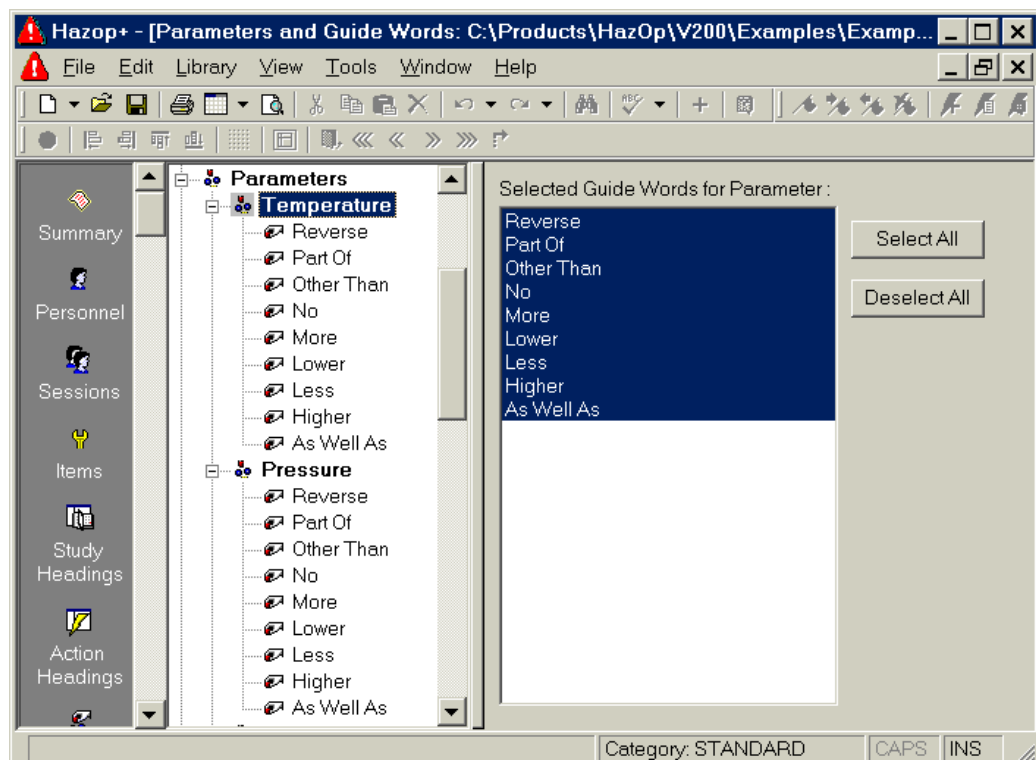 Hazop+ - [Parameters and Guide Words: C:\Products\HazOp\V200\Examples\Examp...
File Edit Library View Tools Window Help
ABC
Summary
Personnel
Sessions
Items
Study
Headings
Action
Headings
Parameters
Temperature
Reverse
Part Of
Other Than
No
More
Lower
Less
Higher
As Well As
Pressure
Reverse
Part Of
Other Than
No
More
Lower
Less
Higher
As Well As
Selected Guide Words for Parameter :
Reverse
Part Of
Other Than
No
More
Lower
Less
Higher
As Well As
Select All
Deselect All
Category: STANDARD CAPS INS